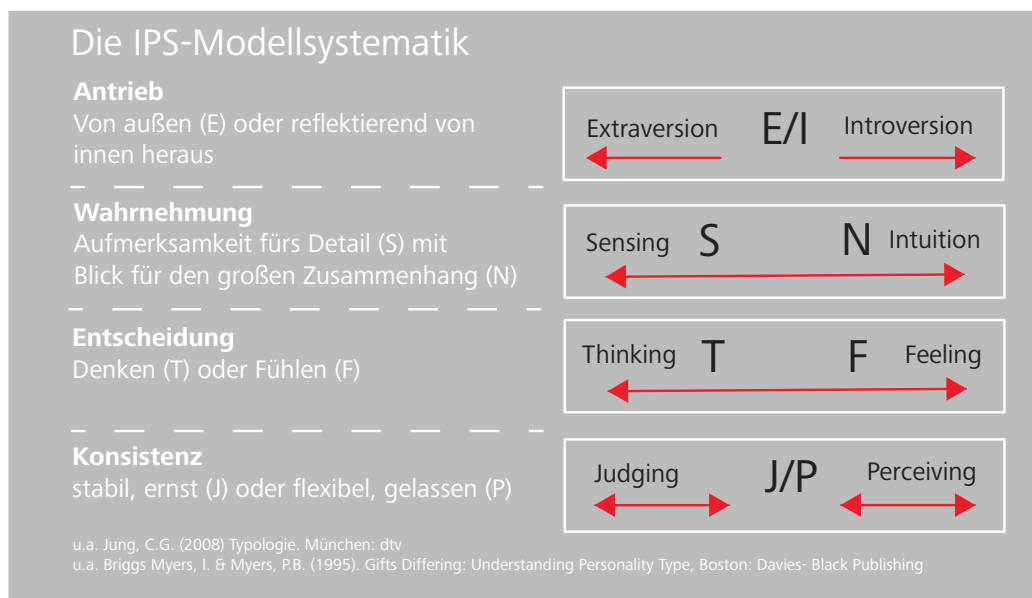 Die IPS-Modellsystematik
Antrieb
Von außen (E) oder reflektierend von
innen heraus
Extraversion E/I Introversion
Wahrnehmung
Aufmerksamkeit fürs Detail (S) mit
Blick für den großen Zusammenhang (N)
Sensing S N Intuition
Entscheidung
Denken (T) oder Fühlen (F)
Thinking T F Feeling
Konsistenz
stabil, ernst (J) oder flexibel, gelassen (P)
Judging J/P Perceiving
u.a. Jung, C.G. (2008) Typologie. München: dtv
u.a. Briggs Myers, I. & Myers, P.B. (1995). Gifts Differing: Understanding Personality Type, Boston: Davies- Black Publishing